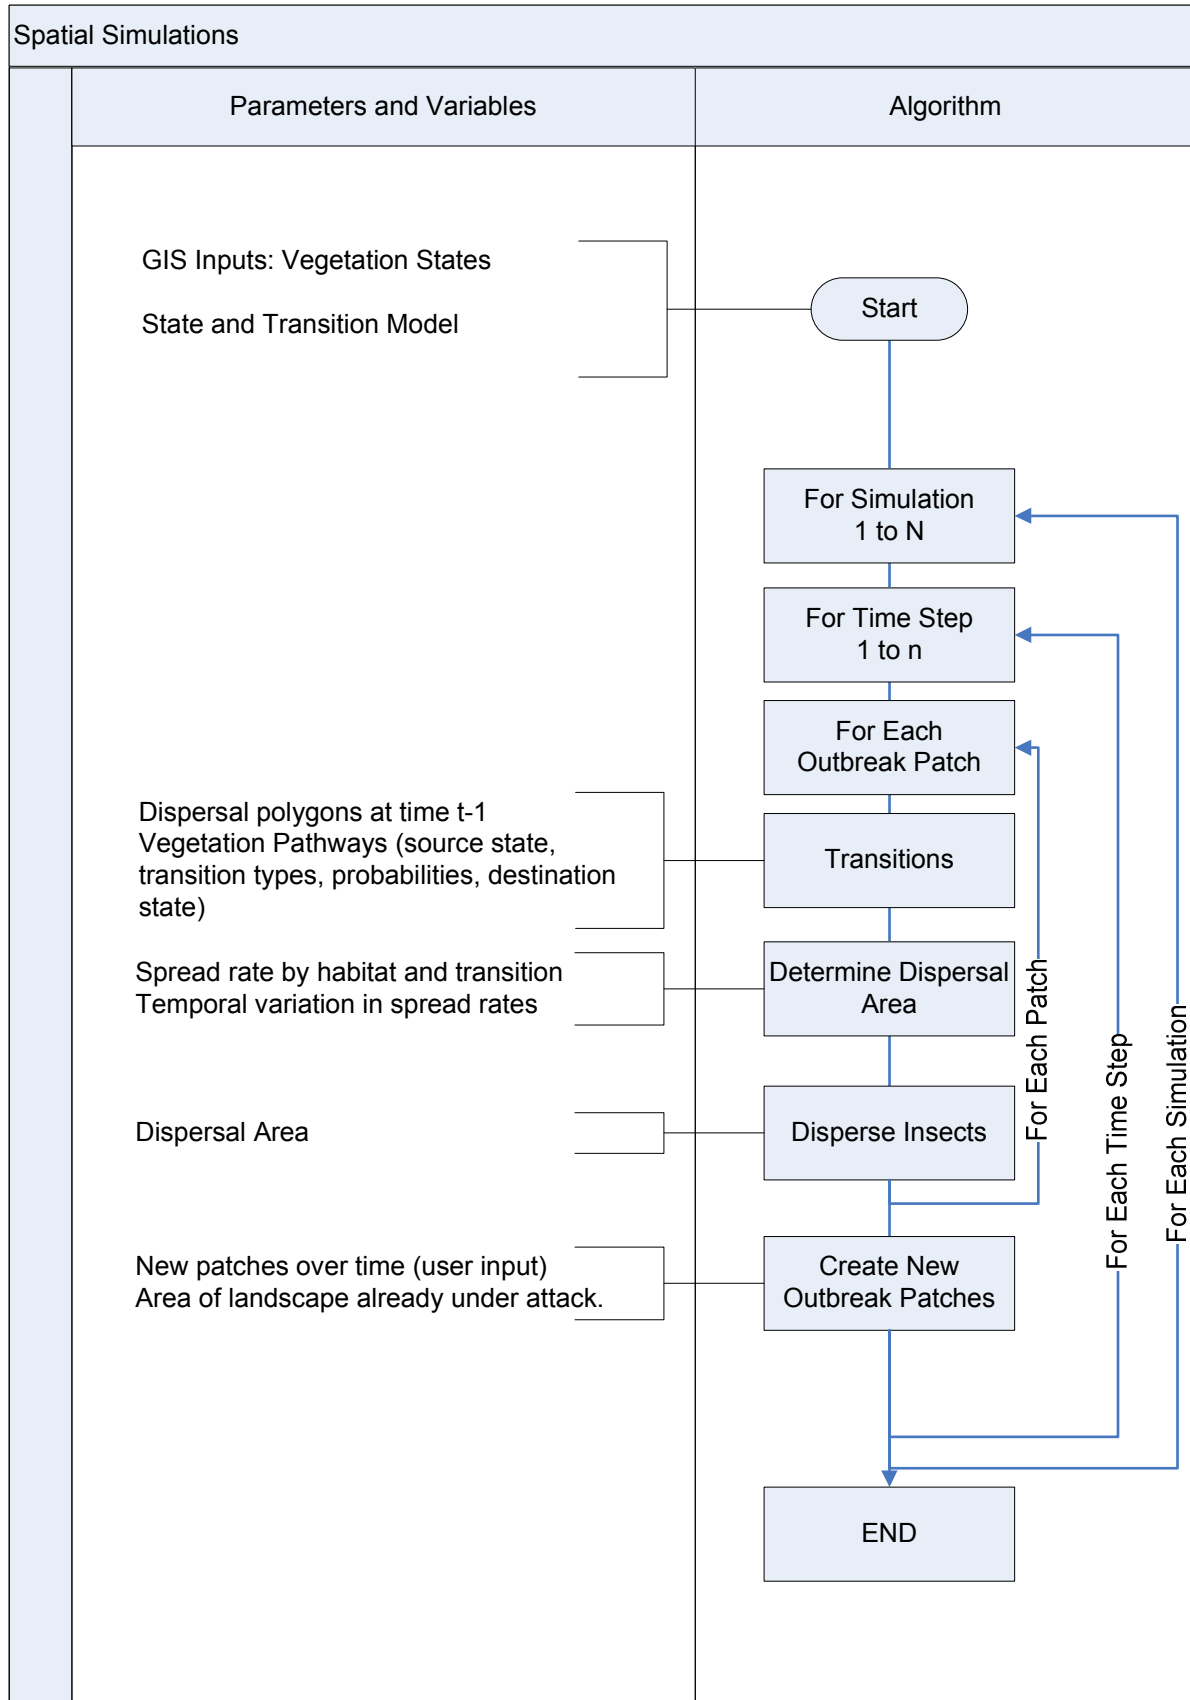 Spatial Simulations
Parameters and Variables
Algorithm
GIS Inputs: Vegetation States
State and Transition Model
Start
For Simulation
1 to N
For Time Step
1 to n
For Each
Outbreak Patch
Dispersal polygons at time t-1
Vegetation Pathways (source state,
transition types, probabilities, destination
state)
Transitions
Spread rate by habitat and transition
Temporal variation in spread rates
Determine Dispersal
Area
Dispersal Area
Disperse Insects
New patches over time (user input)
Area of landscape already under attack.
Create New
Outbreak Patches
END
For Each Patch
For Each Time Step
For Each Simulation